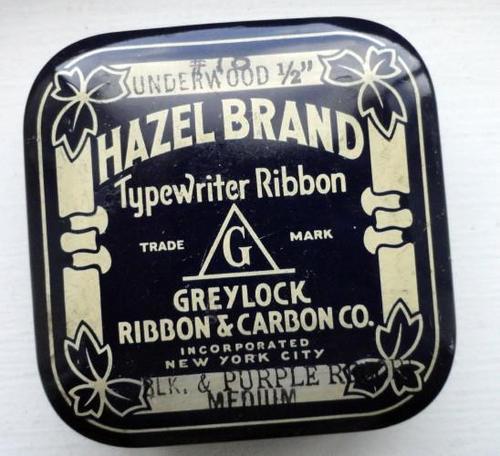 #78
UNDERWOOD ½"
HAZEL BRAND
Typewriter Ribbon
TRADE G MARK
GREYLOCK
RIBBON & CARBON CO.
INCORPORATED
NEW YORK CITY
BLK. & PURPLE
MEDIUM